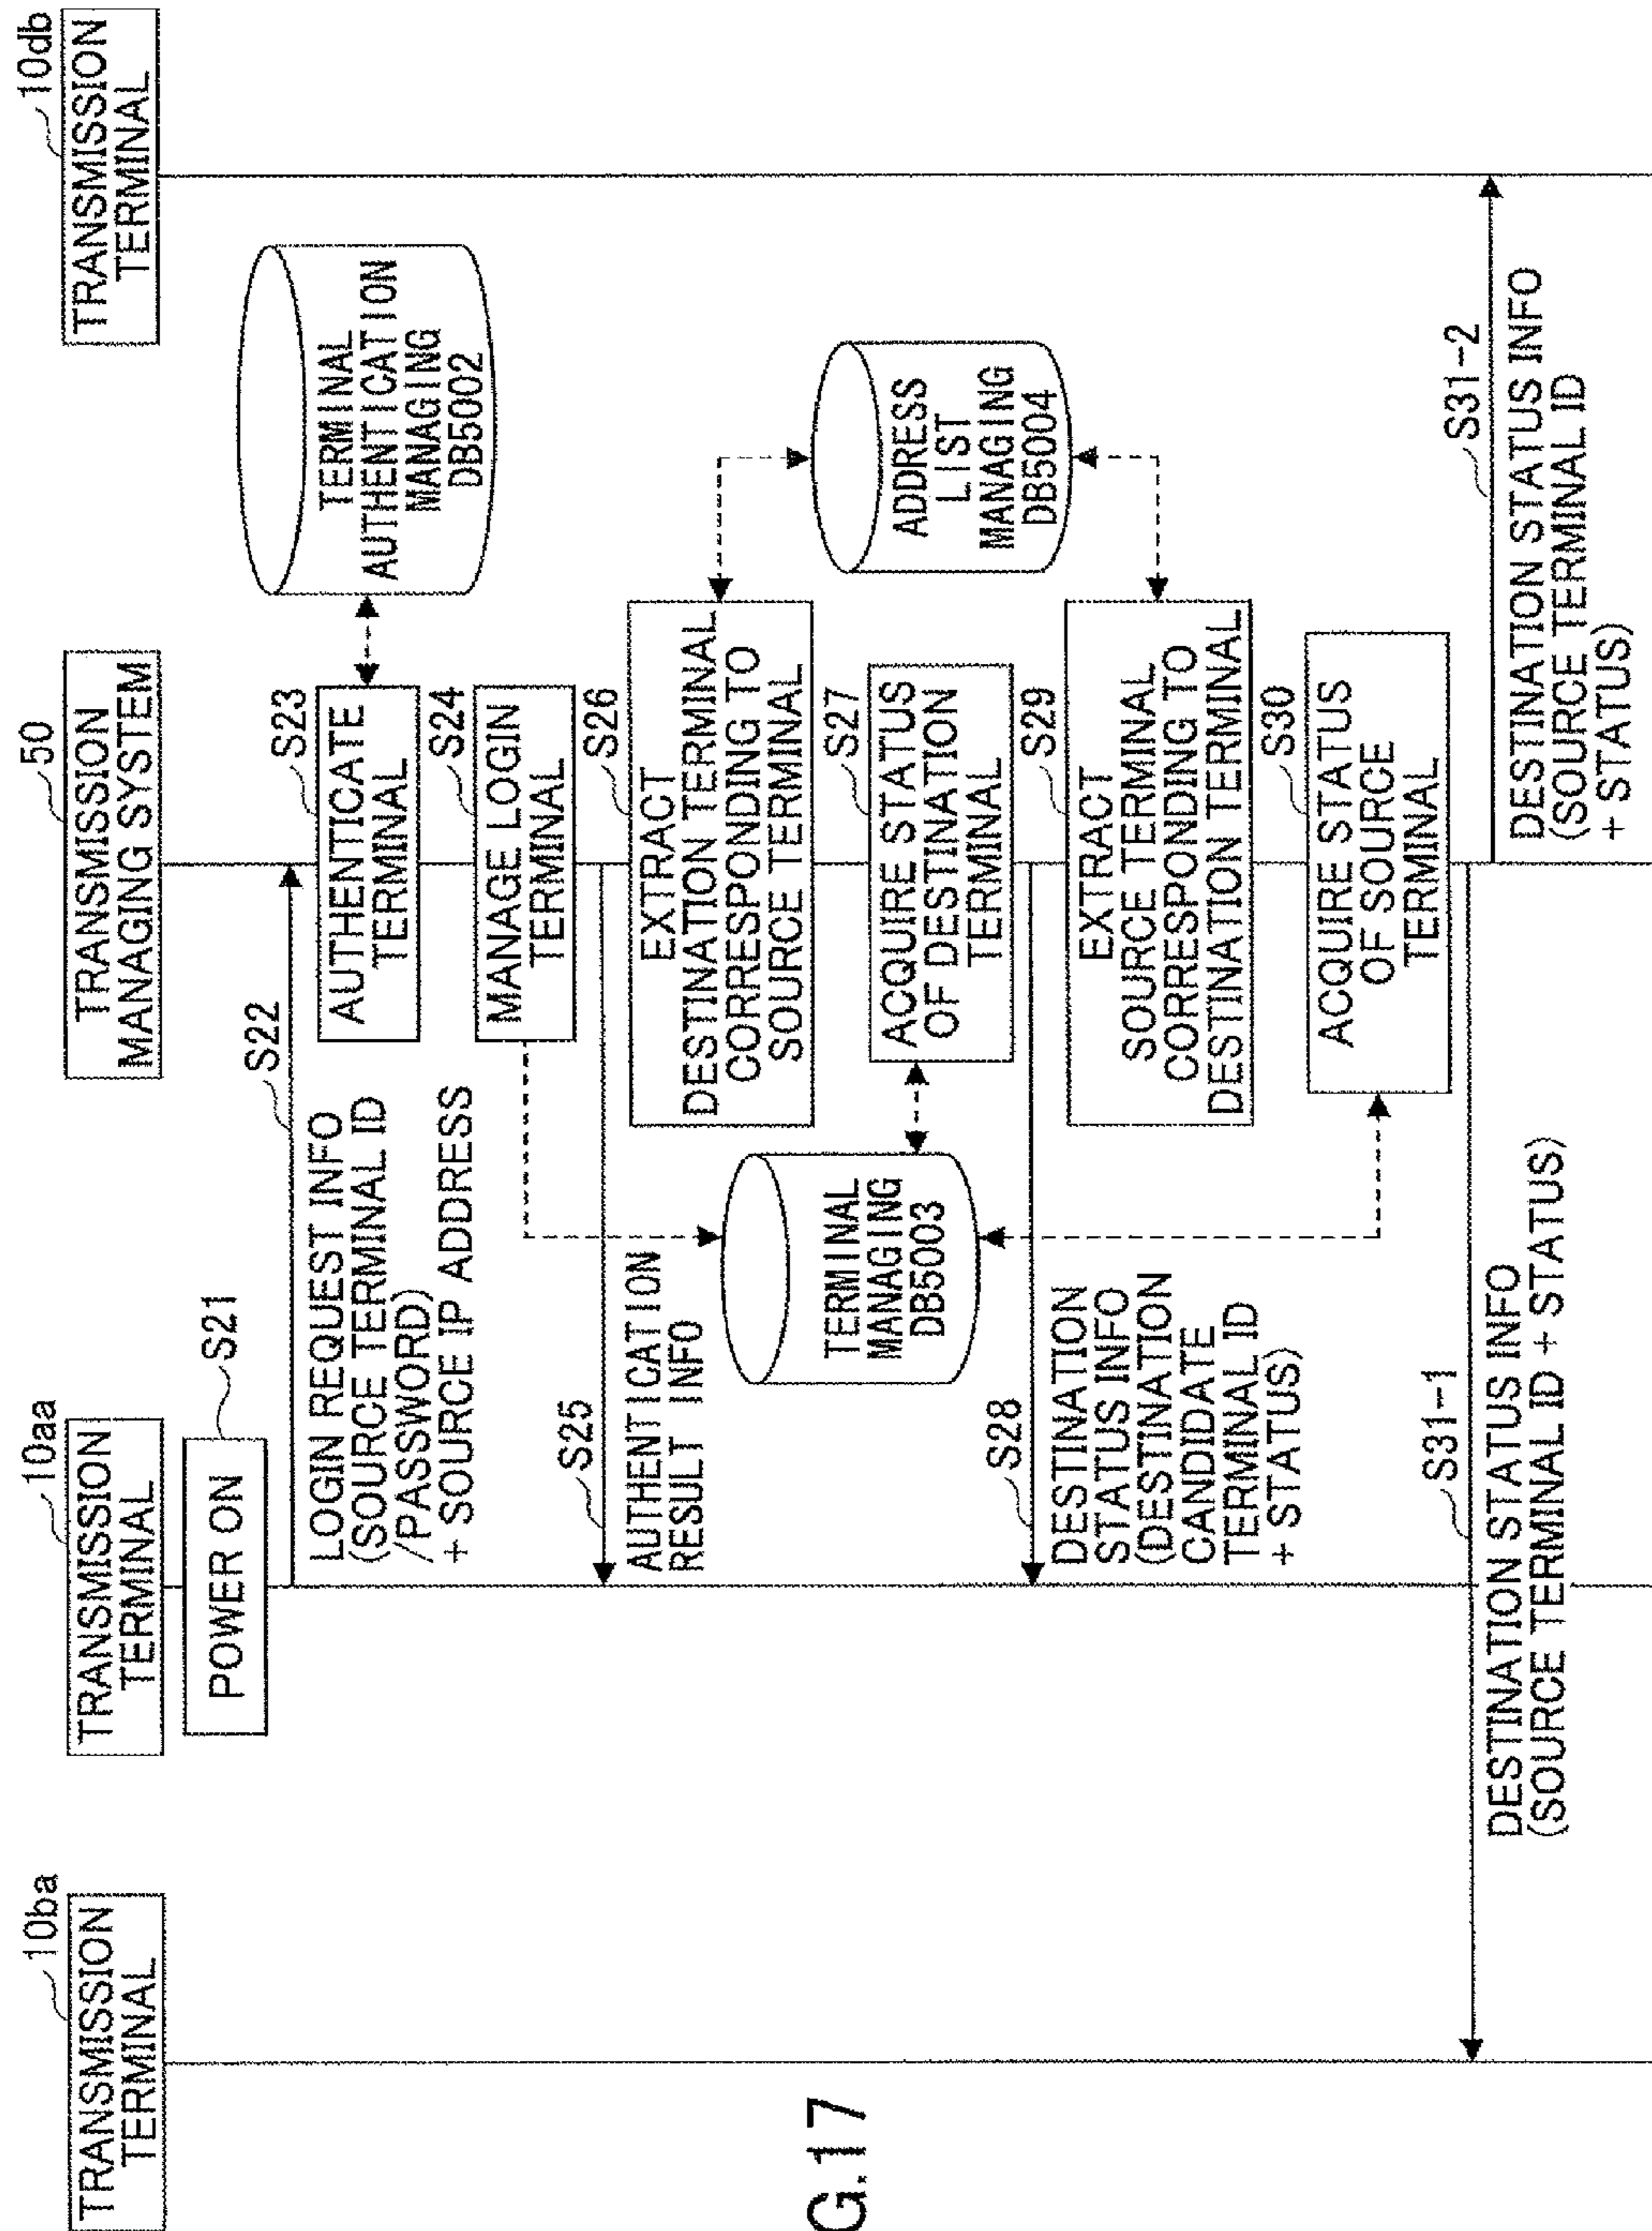 G.17
10ba
TRANSMISSION
TERMINAL
10aa
TRANSMISSION
TERMINAL
50
TRANSMISSION
MANAGING SYSTEM
10db
TRANSMISSION
TERMINAL
POWER ON
S21
S22
LOGIN REQUEST INFO
(SOURCE TERMINAL ID
/PASSWORD)
+ SOURCE IP ADDRESS
S23
AUTHENTICATE
TERMINAL
TERMINAL
AUTHENTICATION
MANAGING
DB5002
S24
MANAGE LOGIN
TERMINAL
S25
AUTHENTICATION
RESULT INFO
S26
EXTRACT
DESTINATION TERMINAL
CORRESPONDING TO
SOURCE TERMINAL
TERMINAL
MANAGING
DB5003
ADDRESS
LIST
MANAGING
DB5004
S27
ACQUIRE STATUS
OF DESTINATION
TERMINAL
S28
DESTINATION
STATUS INFO
(DESTINATION
CANDIDATE
TERMINAL ID
+ STATUS)
S29
EXTRACT
SOURCE TERMINAL
CORRESPONDING TO
DESTINATION TERMINAL
S30
ACQUIRE STATUS
OF SOURCE
TERMINAL
S31-1
DESTINATION STATUS INFO
(SOURCE TERMINAL ID + STATUS)
S31-2
DESTINATION STATUS INFO
(SOURCE TERMINAL ID
+ STATUS)